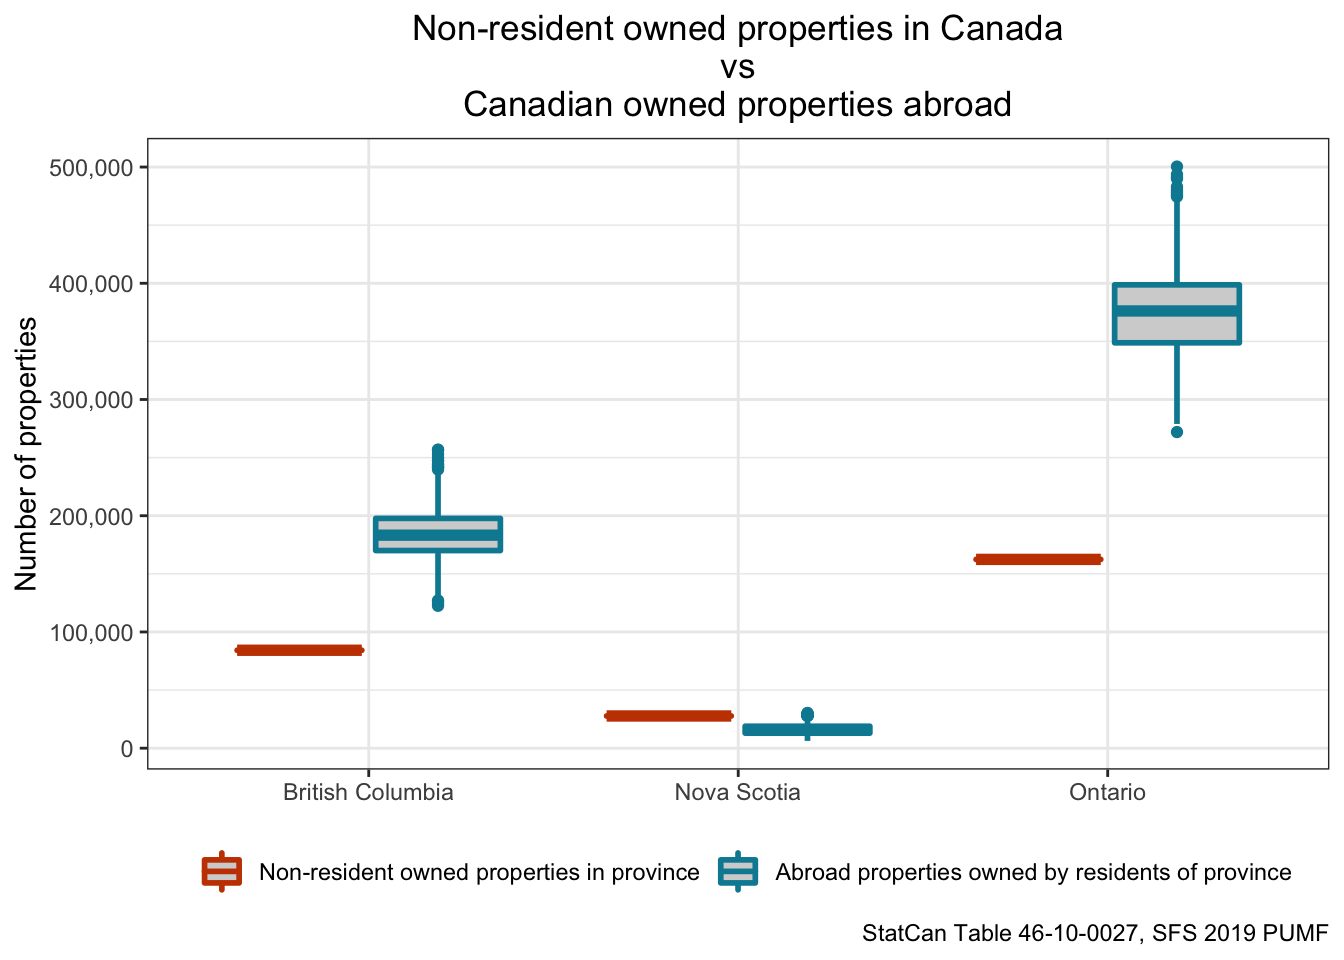 Non-resident owned properties in Canada
vs
Canadian owned properties abroad
Number of properties
500,000
400,000
300,000
200,000
100,000
0
British Columbia
Nova Scotia
Ontario
Non-resident owned properties in province
Abroad properties owned by residents of province
StatCan Table 46-10-0027, SFS 2019 PUMF